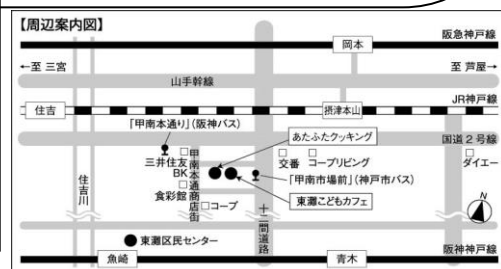 【周辺案内図】
阪急神戸線
岡本
←至 三宮
至 芦屋→
山手幹線
JR神戸線
住吉
摂津本山
「甲南本通り」(阪神バス)
あたふたクッキング
国道2号線
三井住友
BK
甲南本通商店街
交番
コープリビング
ダイエー
食彩館
「甲南市場前」(神戸市バス)
コープ
東灘こどもカフェ
住吉川
十二間道路
N
東灘区民センター
阪神神戸線
魚崎
青木